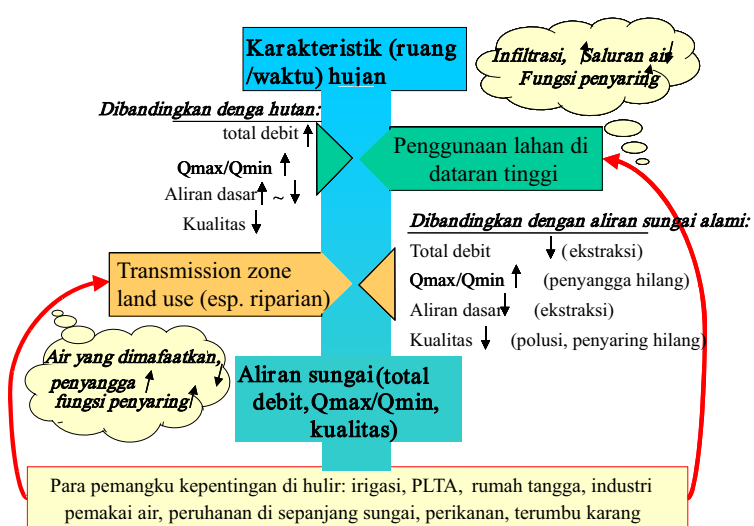 Karakteristik (ruang
/waktu) hujan
Infiltrasi, Saluran air
Fungsi penyaring
Dibandingkan denga hutan:
total debit
Qmax/Qmin
Aliran dasar ~
Kualitas
Penggunaan lahan di
dataran tinggi
Dibandingkan dengan aliran sungai alami:
Total debit (ekstraksi)
Qmax/Qmin (penyangga hilang)
Aliran dasar (ekstraksi)
Kualitas (polusi, penyaring hilang)
Transmission zone
land use (esp. riparian)
Air yang dimafaatkan,
penyangga
fungsi penyaring
Aliran sungai (total
debit, Qmax/Qmin,
kualitas)
Para pemangku kepentingan di hulir: irigasi, PLTA, rumah tangga, industri
pemakai air, peruhanan di sepanjang sungai, perikanan, terumbu karang